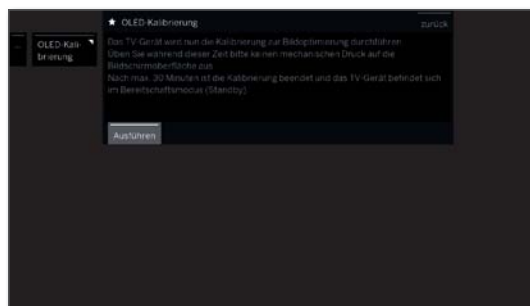 ★ OLED-Kalibrierung
zurück
... OLED-Kali-
brierung
Das TV-Gerät wird nun die Kalibrierung zur Bildoptimierung durchführen.
Üben Sie während dieser Zeit bitte keinen mechanischen Druck auf die
Bildschirmoberfläche aus.
Nach max. 30 Minuten ist die Kalibrierung beendet und das TV-Gerät befindet sich
im Bereitschaftsmodus (Standby).
Ausführen